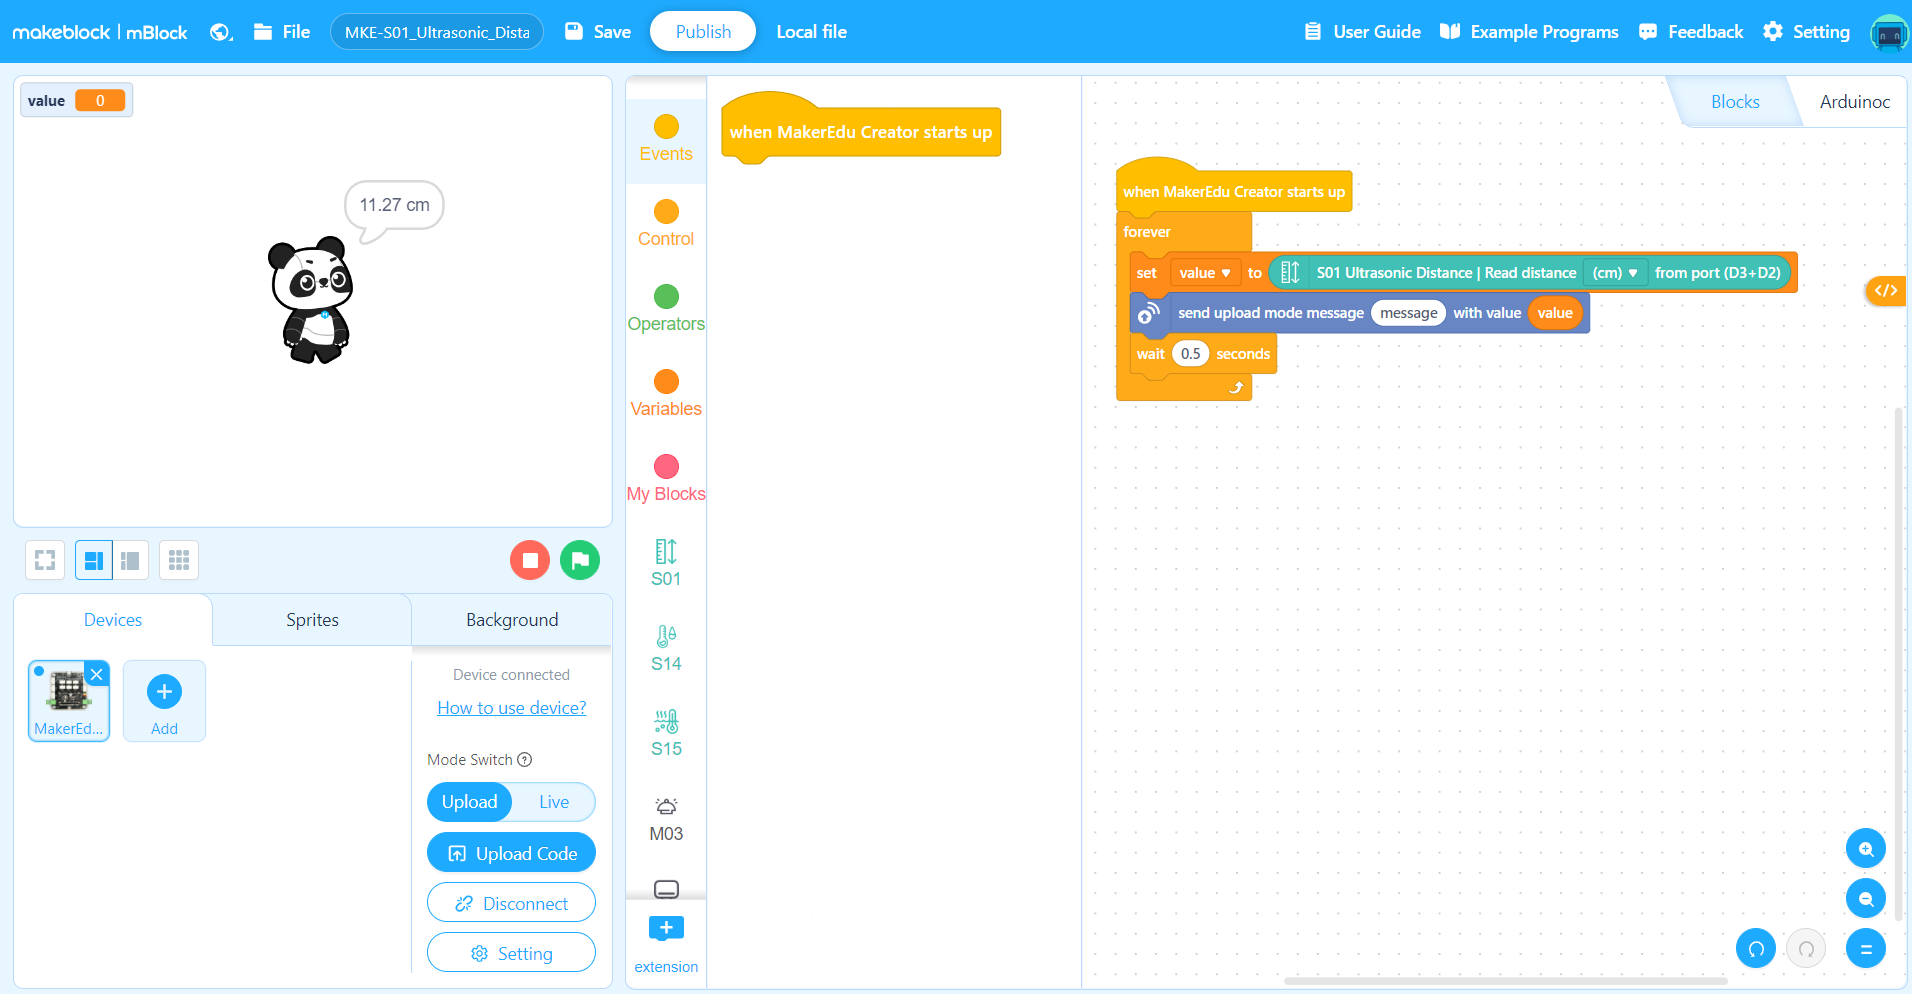 makeblock | mBlock
File
MKE-S01_Ultrasonic_Dista
Save
Publish
Local file
User Guide
Example Programs
Feedback
Setting
value 0
11.27 cm
Devices
Sprites
Background
MakerEd...
Add
Device connected
How to use device?
Mode Switch ?
Upload
Live
Upload Code
Disconnect
Setting
Events
Control
Operators
Variables
My Blocks
S01
S14
S15
M03
extension
when MakerEdu Creator starts up
Blocks
Arduinoc
when MakerEdu Creator starts up
forever
set value to S01 Ultrasonic Distance | Read distance (cm) from port (D3+D2)
send upload mode message message with value value
wait 0.5 seconds
</>